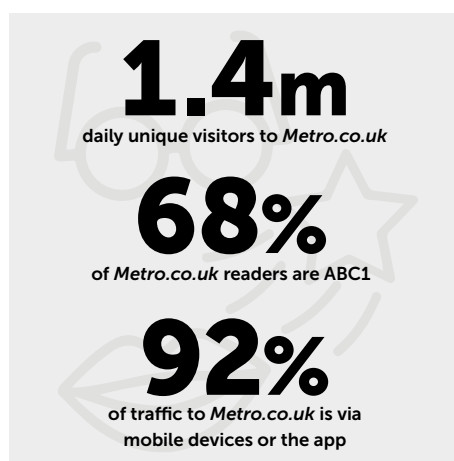 1.4m
daily unique visitors to Metro.co.uk
68%
of Metro.co.uk readers are ABC1
92%
of traffic to Metro.co.uk is via
mobile devices or the app